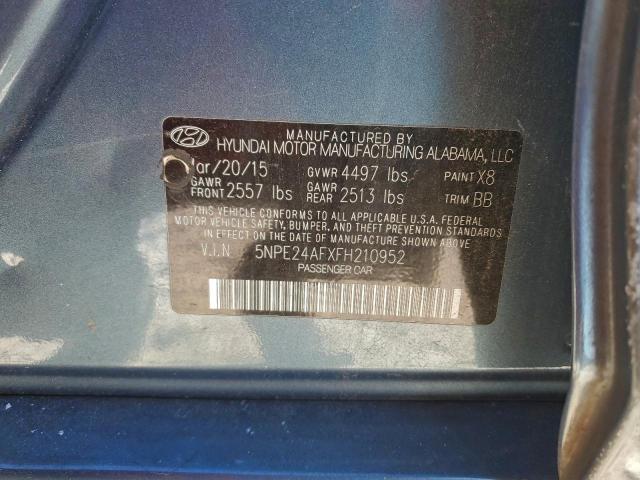 MANUFACTURED BY
HYUNDAI MOTOR MANUFACTURING ALABAMA, LLC
ar/20/15 GVWR 4497 lbs PAINT X8
GAWR FRONT 2557 lbs GAWR REAR 2513 lbs TRIM BB
THIS VEHICLE CONFORMS TO ALL APPLICABLE U.S.A. FEDERAL
MOTOR VEHICLE SAFETY, BUMPER, AND THEFT PREVENTION
STANDARDS IN EFFECT ON THE DATE OF MANUFACTURE SHOWN ABOVE.
V.I.N 5NPE24AFXFH210952
PASSENGER CAR